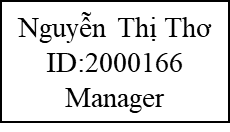 Nguyễn Thị Thơ
ID:2000166
Manager